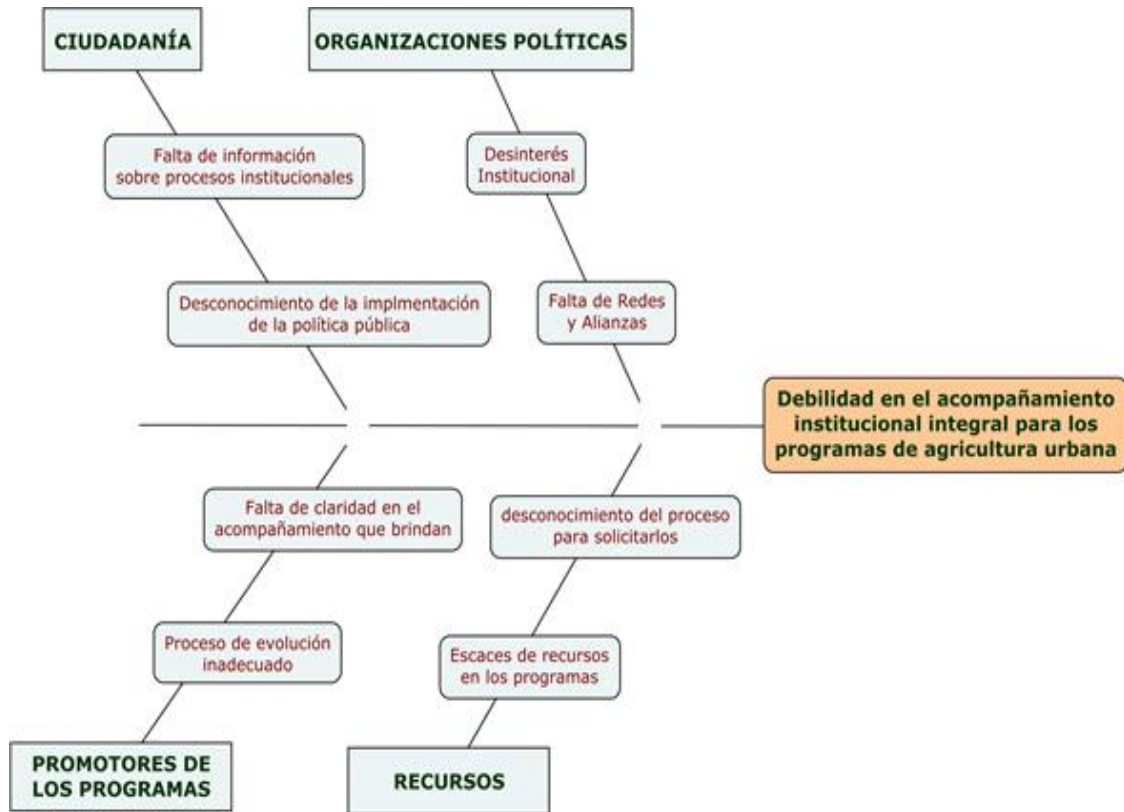 CIUDADANÍA
ORGANIZACIONES POLÍTICAS
Falta de información
sobre procesos institucionales
Desinterés
Institucional
Desconocimiento de la implmentación
de la política pública
Falta de Redes
y Alianzas
Debilidad en el acompañamiento
institucional integral para los
programas de agricultura urbana
Falta de claridad en el
acompañamiento que brindan
desconocimiento del proceso
para solicitarlos
Proceso de evolución
inadecuado
Escaces de recursos
en los programas
PROMOTORES DE
LOS PROGRAMAS
RECURSOS